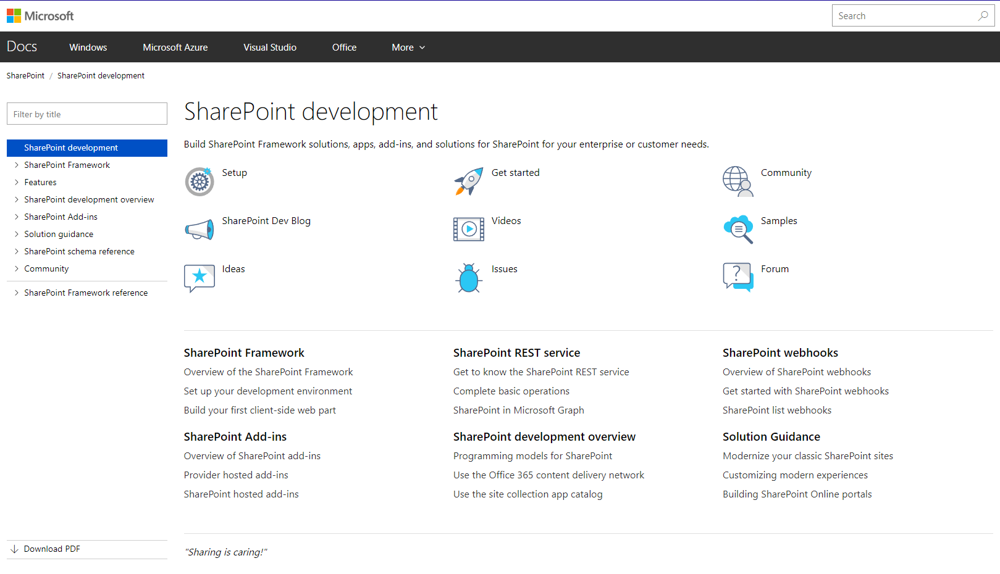 Microsoft
Search
Docs Windows Microsoft Azure Visual Studio Office More
SharePoint / SharePoint development
Filter by title
SharePoint development
SharePoint Framework
Features
SharePoint development overview
SharePoint Add-ins
Solution guidance
SharePoint schema reference
Community
SharePoint Framework reference
Download PDF
SharePoint development
Build SharePoint Framework solutions, apps, add-ins, and solutions for SharePoint for your enterprise or customer needs.
Setup Get started Community
SharePoint Dev Blog Videos Samples
Ideas Issues Forum
SharePoint Framework
Overview of the SharePoint Framework
Set up your development environment
Build your first client-side web part
SharePoint REST service
Get to know the SharePoint REST service
Complete basic operations
SharePoint in Microsoft Graph
SharePoint webhooks
Overview of SharePoint webhooks
Get started with SharePoint webhooks
SharePoint list webhooks
SharePoint Add-ins
Overview of SharePoint add-ins
Provider hosted add-ins
SharePoint hosted add-ins
SharePoint development overview
Programming models for SharePoint
Use the Office 365 content delivery network
Use the site collection app catalog
Solution Guidance
Modernize your classic SharePoint sites
Customizing modern experiences
Building SharePoint Online portals
"Sharing is caring!"